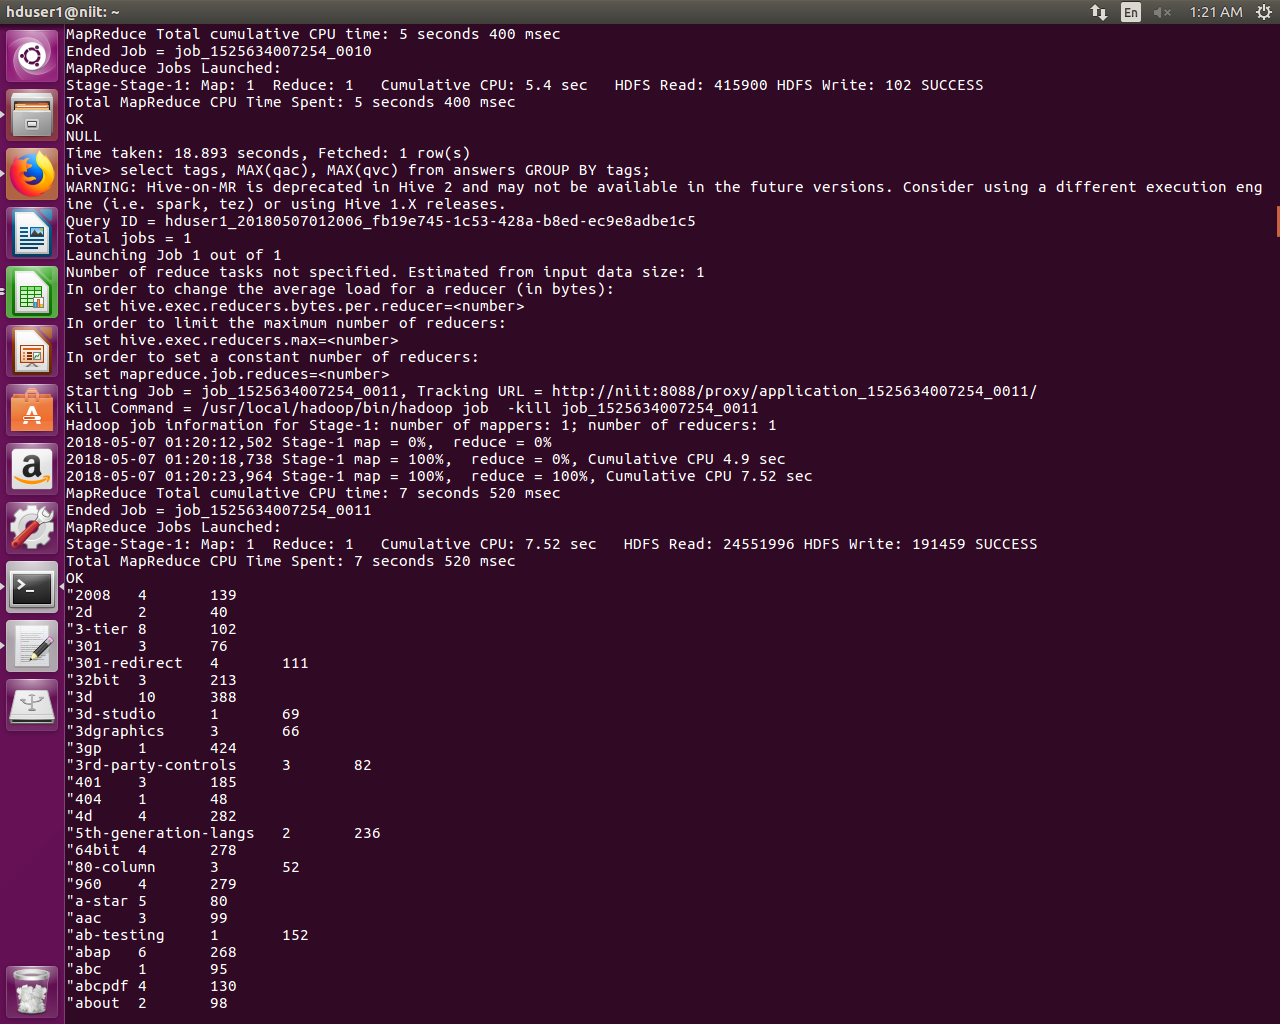 hduser1@niit: ~
En
1:21 AM
MapReduce Total cumulative CPU time: 5 seconds 400 msec
Ended Job = job_1525634007254_0010
MapReduce Jobs Launched:
Stage-Stage-1: Map: 1  Reduce: 1   Cumulative CPU: 5.4 sec   HDFS Read: 415900 HDFS Write: 102 SUCCESS
Total MapReduce CPU Time Spent: 5 seconds 400 msec
OK
NULL
Time taken: 18.893 seconds, Fetched: 1 row(s)
hive> select tags, MAX(qac), MAX(qvc) from answers GROUP BY tags;
WARNING: Hive-on-MR is deprecated in Hive 2 and may not be available in the future versions. Consider using a different execution eng
ine (i.e. spark, tez) or using Hive 1.X releases.
Query ID = hduser1_20180507012006_fb19e745-1c53-428a-b8ed-ec9e8adbe1c5
Total jobs = 1
Launching Job 1 out of 1
Number of reduce tasks not specified. Estimated from input data size: 1
In order to change the average load for a reducer (in bytes):
  set hive.exec.reducers.bytes.per.reducer=<number>
In order to limit the maximum number of reducers:
  set hive.exec.reducers.max=<number>
In order to set a constant number of reducers:
  set mapreduce.job.reduces=<number>
Starting Job = job_1525634007254_0011, Tracking URL = http://niit:8088/proxy/application_1525634007254_0011/
Kill Command = /usr/local/hadoop/bin/hadoop job  -kill job_1525634007254_0011
Hadoop job information for Stage-1: number of mappers: 1; number of reducers: 1
2018-05-07 01:20:12,502 Stage-1 map = 0%,  reduce = 0%
2018-05-07 01:20:18,738 Stage-1 map = 100%,  reduce = 0%, Cumulative CPU 4.9 sec
2018-05-07 01:20:23,964 Stage-1 map = 100%,  reduce = 100%, Cumulative CPU 7.52 sec
MapReduce Total cumulative CPU time: 7 seconds 520 msec
Ended Job = job_1525634007254_0011
MapReduce Jobs Launched:
Stage-Stage-1: Map: 1  Reduce: 1   Cumulative CPU: 7.52 sec   HDFS Read: 24551996 HDFS Write: 191459 SUCCESS
Total MapReduce CPU Time Spent: 7 seconds 520 msec
OK
"2008	4	139
"2d	2	40
"3-tier	8	102
"301	3	76
"301-redirect	4	111
"32bit	3	213
"3d	10	388
"3d-studio	1	69
"3dgraphics	3	66
"3gp	1	424
"3rd-party-controls	3	82
"401	3	185
"404	1	48
"4d	4	282
"5th-generation-langs	2	236
"64bit	4	278
"80-column	3	52
"960	4	279
"a-star	5	80
"aac	3	99
"ab-testing	1	152
"abap	6	268
"abc	1	95
"abcpdf	4	130
"about	2	98